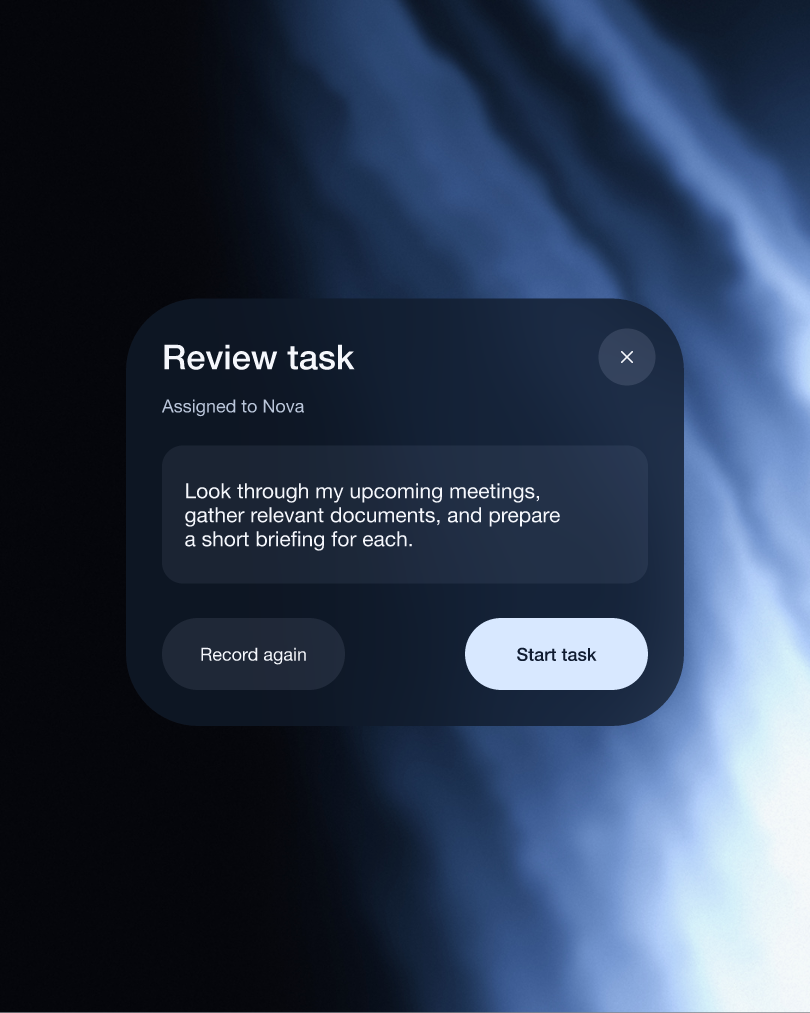 Review task
Assigned to Nova
Look through my upcoming meetings,
gather relevant documents, and prepare
a short briefing for each.
Record again
Start task